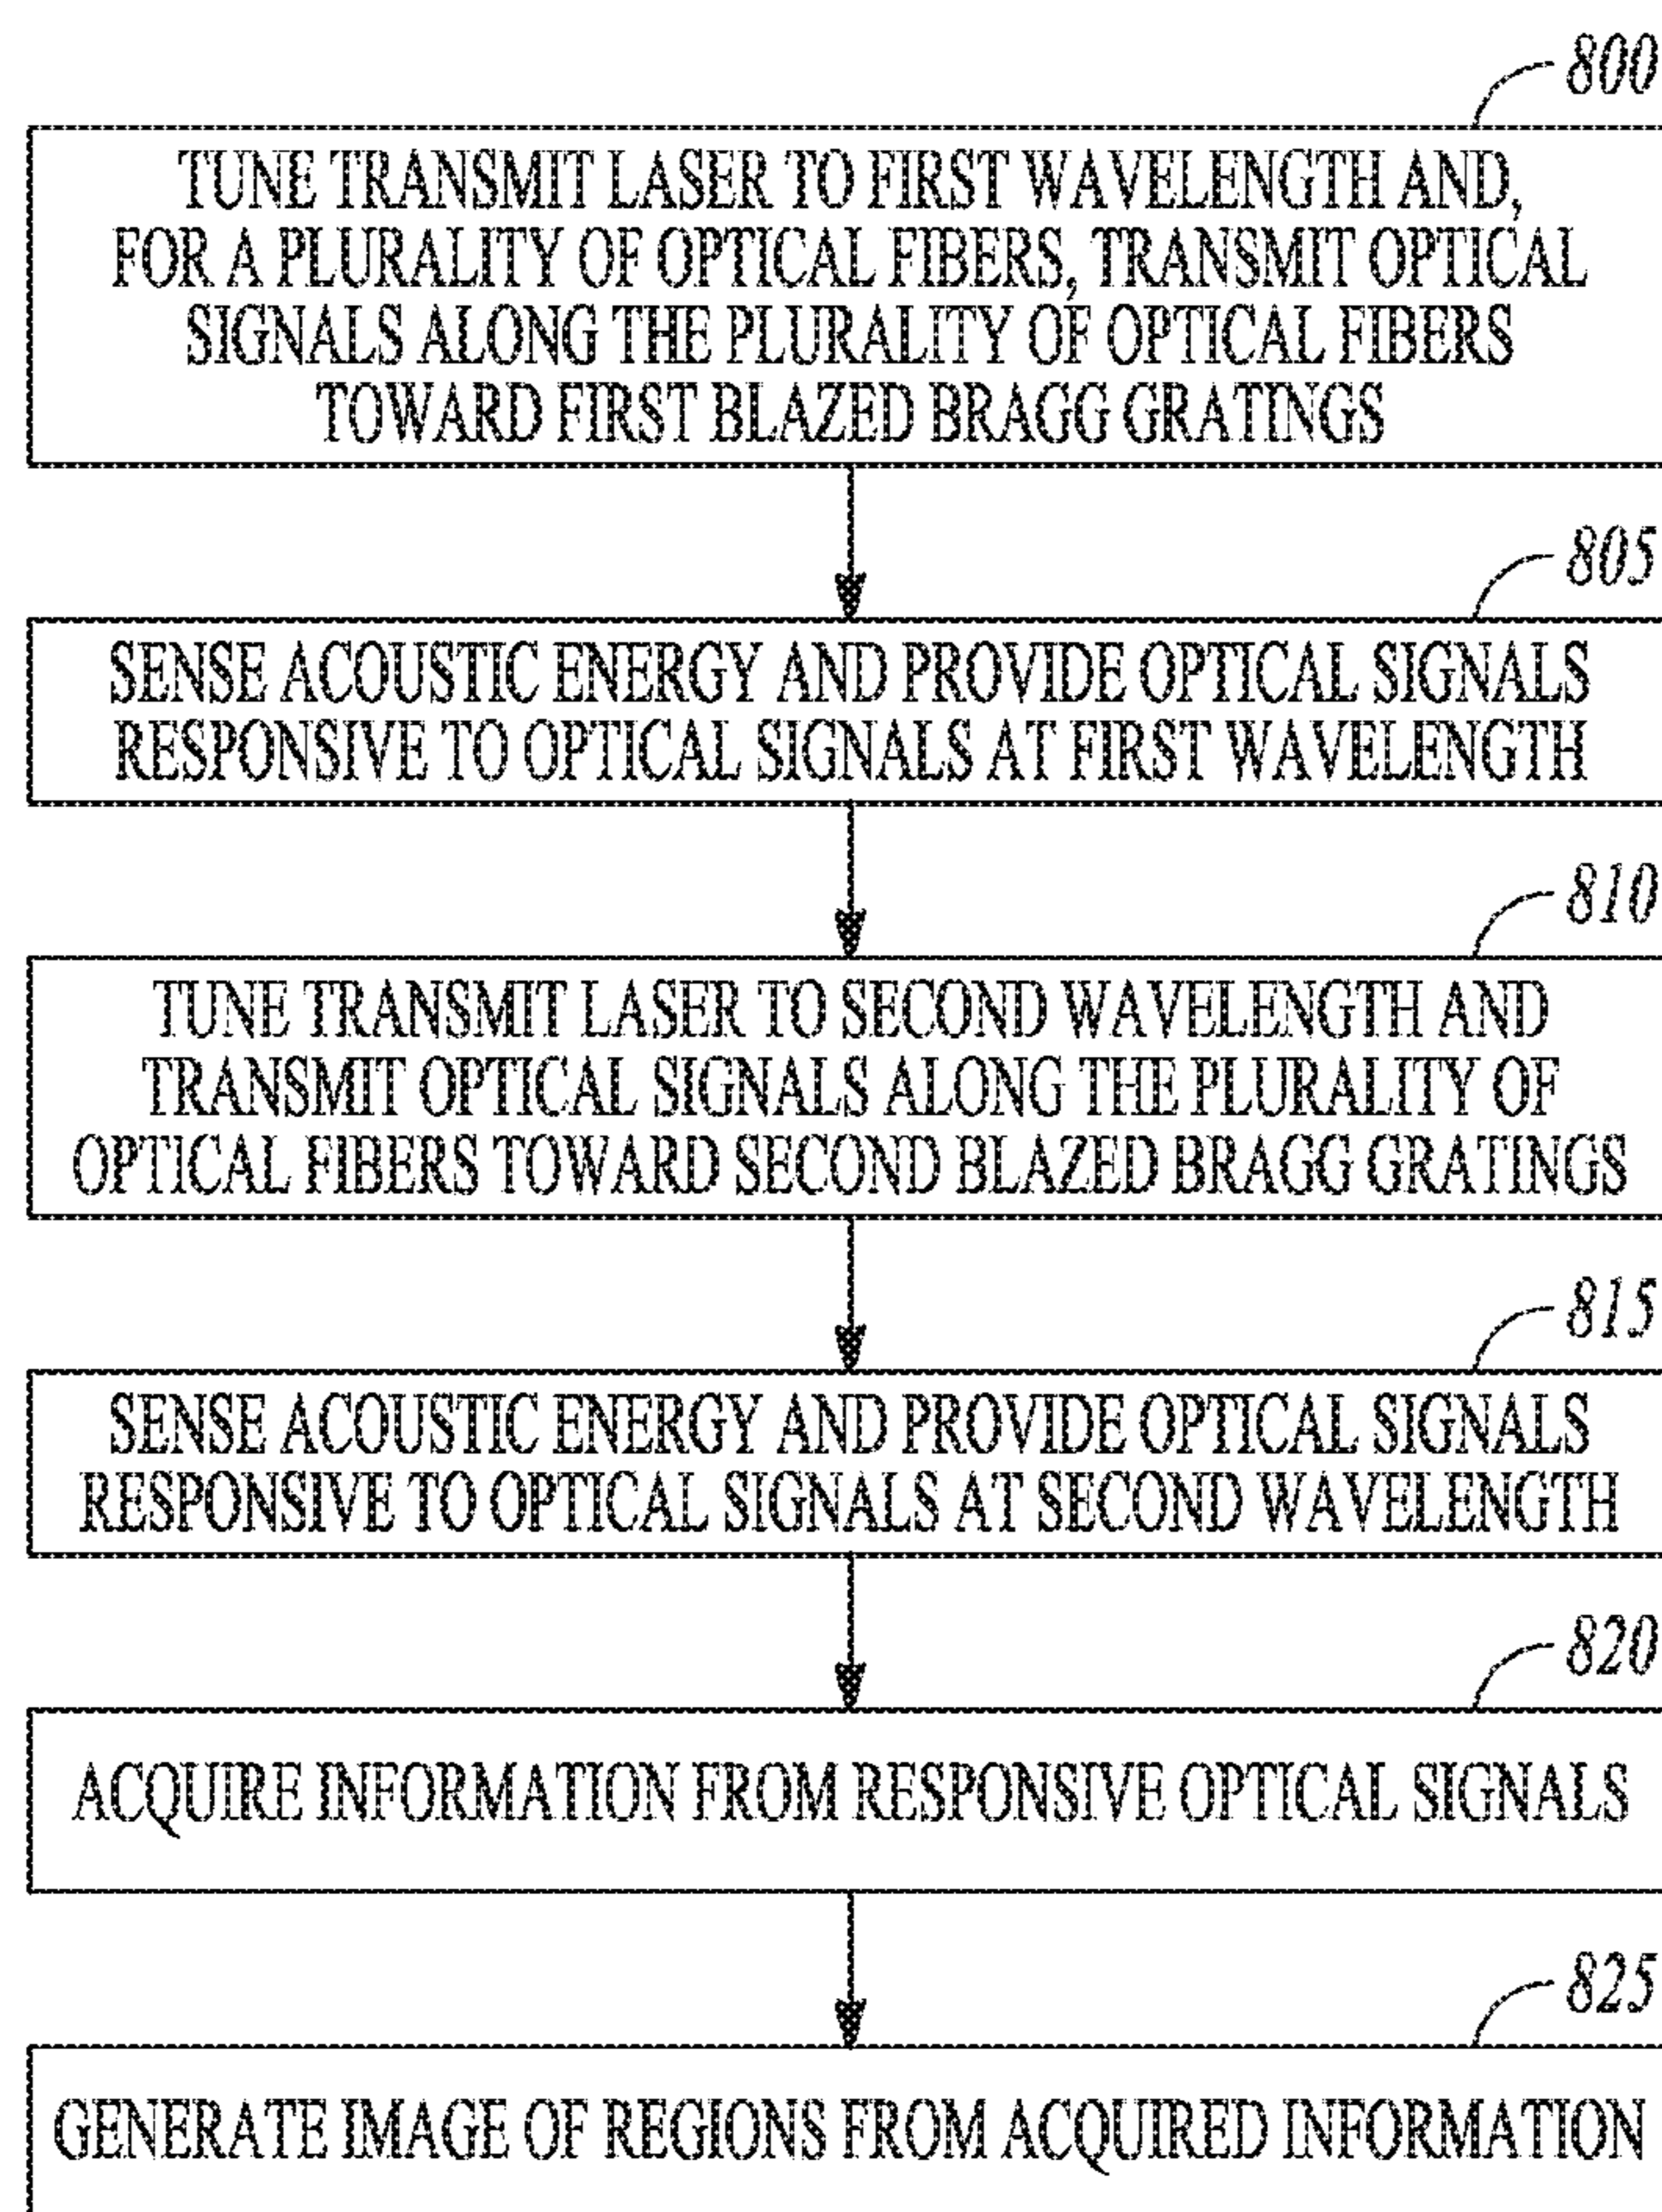 800
TUNE TRANSMIT LASER TO FIRST WAVELENGTH AND,
FOR A PLURALITY OF OPTICAL FIBERS, TRANSMIT OPTICAL
SIGNALS ALONG THE PLURALITY OF OPTICAL FIBERS
TOWARD FIRST BLAZED BRAGG GRATINGS
805
SENSE ACOUSTIC ENERGY AND PROVIDE OPTICAL SIGNALS
RESPONSIVE TO OPTICAL SIGNALS AT FIRST WAVELENGTH
810
TUNE TRANSMIT LASER TO SECOND WAVELENGTH AND
TRANSMIT OPTICAL SIGNALS ALONG THE PLURALITY OF
OPTICAL FIBERS TOWARD SECOND BLAZED BRAGG GRATINGS
815
SENSE ACOUSTIC ENERGY AND PROVIDE OPTICAL SIGNALS
RESPONSIVE TO OPTICAL SIGNALS AT SECOND WAVELENGTH
820
ACQUIRE INFORMATION FROM RESPONSIVE OPTICAL SIGNALS
825
GENERATE IMAGE OF REGIONS FROM ACQUIRED INFORMATION